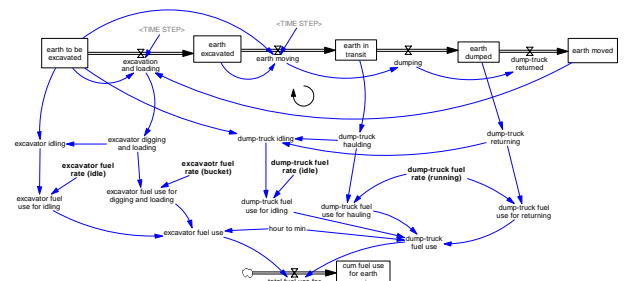 <TIME STEP>
<TIME STEP>
earth to be
excavated
earth
excavated
earth in
transit
earth
dumped
earth moved
excavation
and loading
earth moving
dumping
dump-truck
returned
excavator idling
excavator digging
and loading
dump-truck idling
dump-truck
haulding
dump-truck
returning
excavator fuel
rate (idle)
excavaotr fuel
rate (bucket)
dump-truck fuel
rate (idle)
dump-truck fuel
rate (running)
excavator fuel
use for idling
excavator fuel use for
digging and loading
dump-truck fuel
use for idling
dump-truck fuel
use for hauling
dump-truck fuel
use for returning
excavator fuel use
hour to min
dump-truck
fuel use
cum fuel use
for earth
total fuel use for